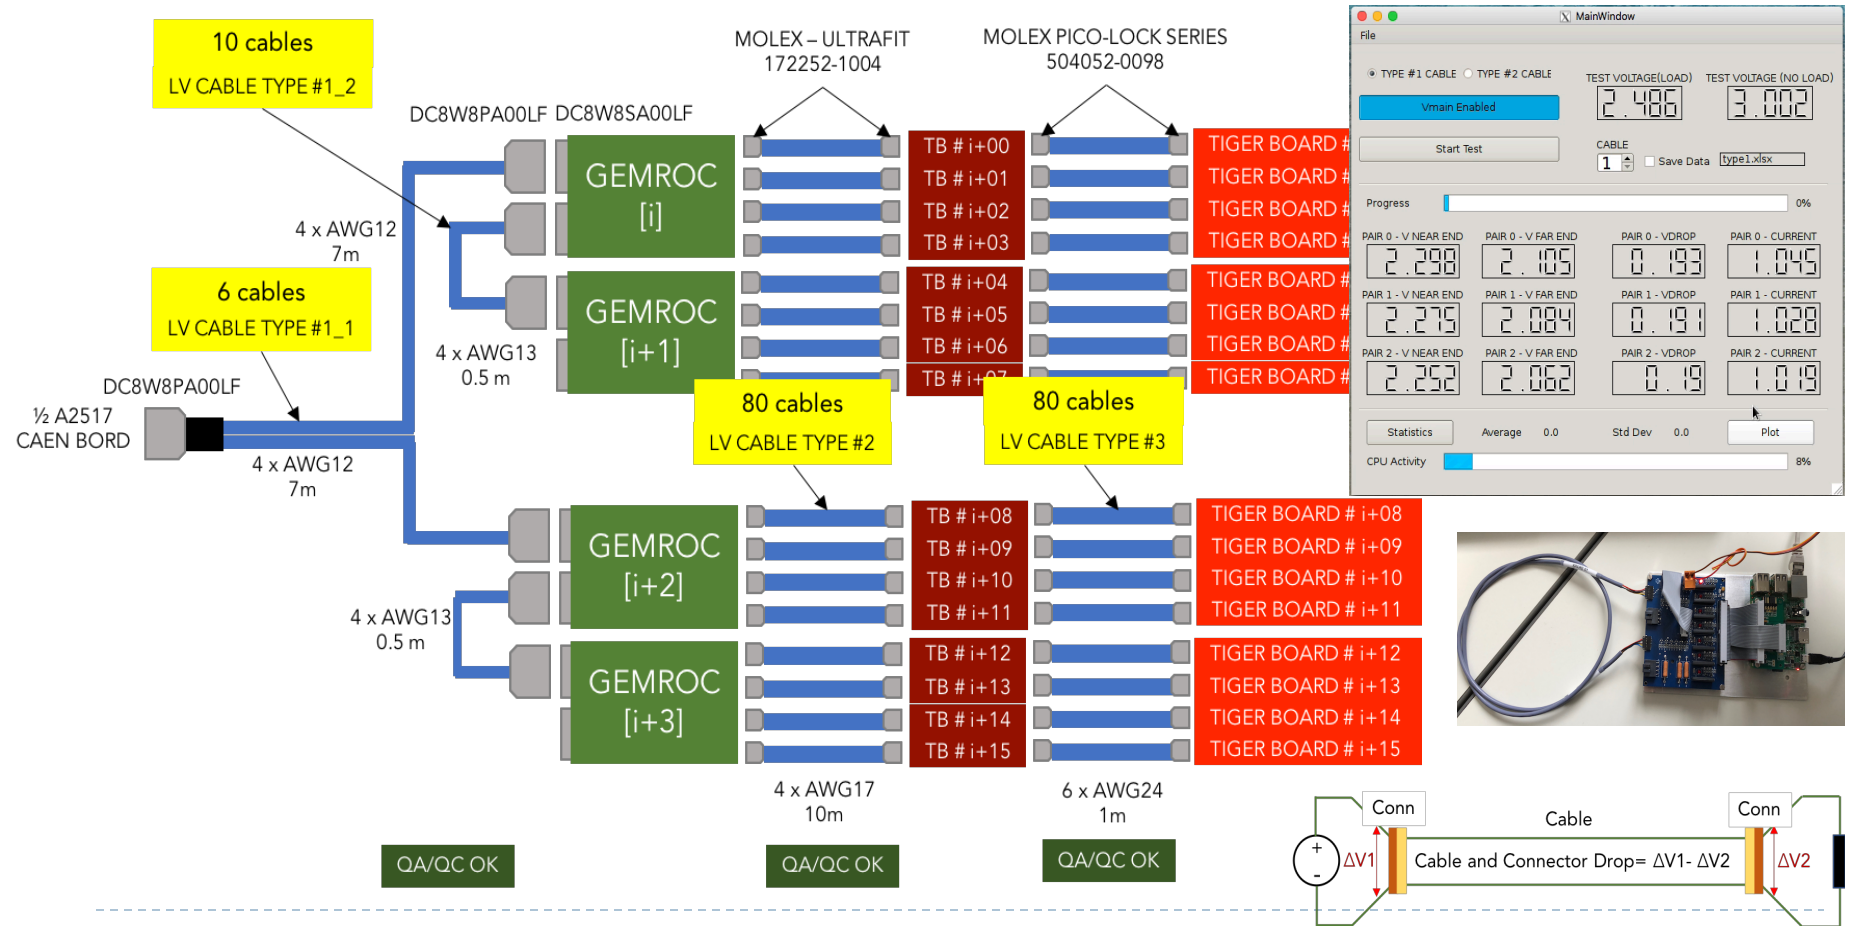 10 cables
LV CABLE TYPE #1_2
DC8W8PA00LF
DC8W8SA00LF
MOLEX – ULTRAFIT
172252-1004
MOLEX PICO-LOCK SERIES
504052-0098
4 x AWG12
7m
6 cables
LV CABLE TYPE #1_1
4 x AWG13
0.5 m
DC8W8PA00LF
½ A2517
CAEN BORD
4 x AWG12
7m
4 x AWG13
0.5 m
GEMROC
[i]
GEMROC
[i+1]
GEMROC
[i+2]
GEMROC
[i+3]
TB # i+00
TB # i+01
TB # i+02
TB # i+03
TB # i+04
TB # i+05
TB # i+06
TB # i+07
TIGER BOARD #
TIGER BOARD #
TIGER BOARD #
TIGER BOARD #
TIGER BOARD #
TIGER BOARD #
TIGER BOARD #
TIGER BOARD #
80 cables
LV CABLE TYPE #2
80 cables
LV CABLE TYPE #3
TB # i+08
TB # i+09
TB # i+10
TB # i+11
TB # i+12
TB # i+13
TB # i+14
TB # i+15
TIGER BOARD # i+08
TIGER BOARD # i+09
TIGER BOARD # i+10
TIGER BOARD # i+11
TIGER BOARD # i+12
TIGER BOARD # i+13
TIGER BOARD # i+14
TIGER BOARD # i+15
4 x AWG17
10m
6 x AWG24
1m
QA/QC OK
QA/QC OK
QA/QC OK
MainWindow
File
TYPE #1 CABLE TYPE #2 CABLE
TEST VOLTAGE(LOAD) TEST VOLTAGE (NO LOAD)
2.486 3.002
Vmain Enabled
Start Test
CABLE
1 Save Data type1.xlsx
Progress 0%
PAIR 0 - V NEAR END PAIR 0 - V FAR END PAIR 0 - VDROP PAIR 0 - CURRENT
2.298 2.105 0.193 1.045
PAIR 1 - V NEAR END PAIR 1 - V FAR END PAIR 1 - VDROP PAIR 1 - CURRENT
2.275 2.084 0.191 1.028
PAIR 2 - V NEAR END PAIR 2 - V FAR END PAIR 2 - VDROP PAIR 2 - CURRENT
2.252 2.062 0.19 1.019
Statistics Average 0.0 Std Dev 0.0 Plot
CPU Activity 8%
Conn
Conn
Cable
+
-
ΔV1
Cable and Connector Drop= ΔV1- ΔV2
ΔV2